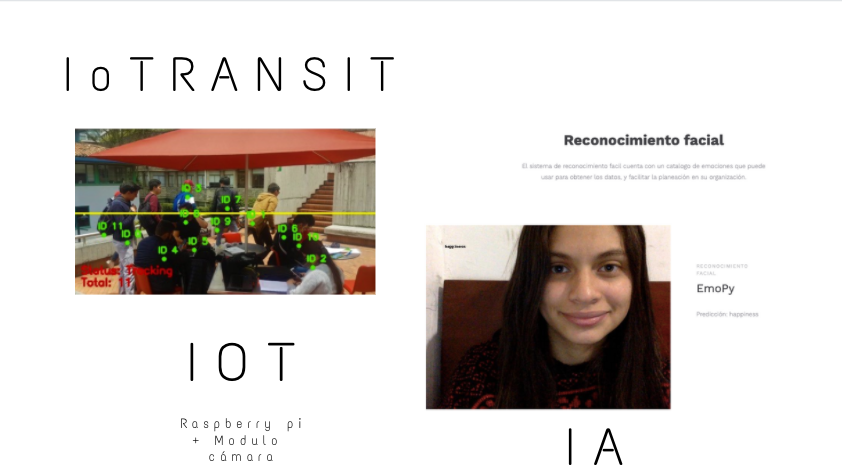 IoTRANSIT
ID 3
ID 7
ID 9
ID 11
ID 6
ID 4
ID 5
ID 2
Status: Tracking
Total: 11
IOT
Raspberry pi
+ Modulo
cámara
Reconocimiento facial
El sistema de reconocimiento facil cuenta con un catalogo de emociones que puede
usar para obtener los datos, y facilitar la planeación en su organización.
happiness
RECONOCIMIENTO
FACIAL
EmoPy
Predicción: happiness
IA